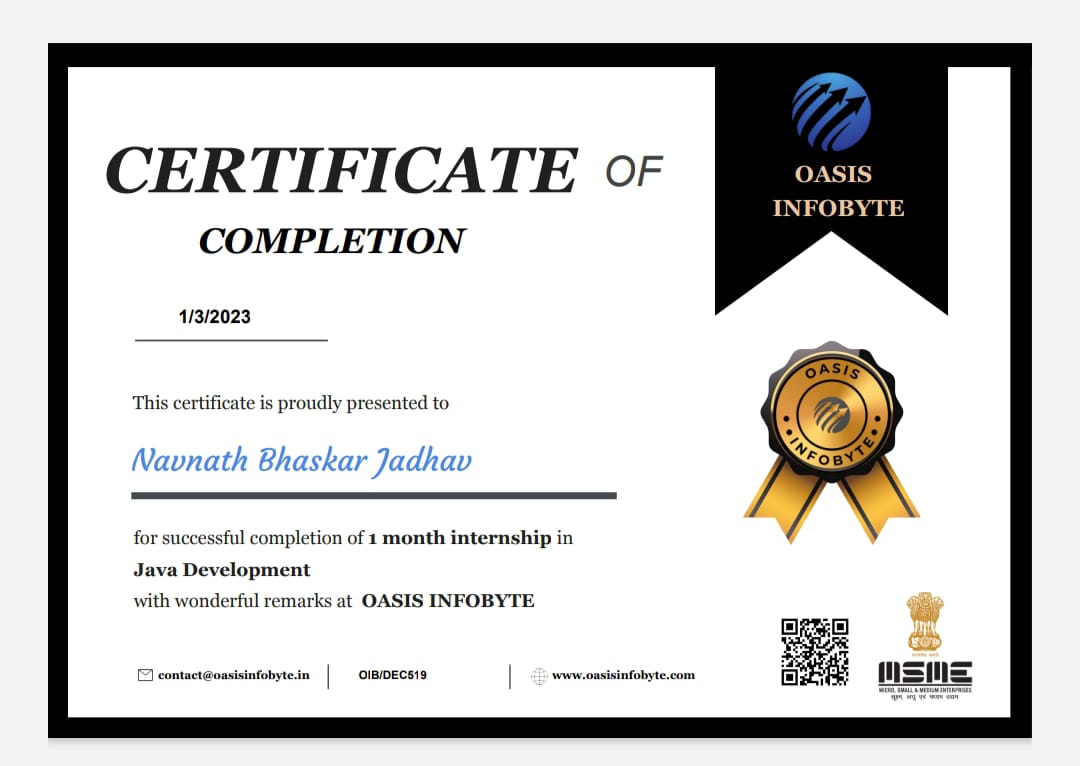 CERTIFICATE OF
COMPLETION
1/3/2023
This certificate is proudly presented to
Navnath Bhaskar Jadhav
for successful completion of 1 month internship in
Java Development
with wonderful remarks at OASIS INFOBYTE
contact@oasisinfobyte.in
OIB/DEC519
www.oasisinfobyte.com
OASIS
INFOBYTE
OASIS
INFOBYTE
MSME
MICRO, SMALL & MEDIUM ENTERPRISES
सूक्ष्म, लघु एवं मध्यम उद्यम